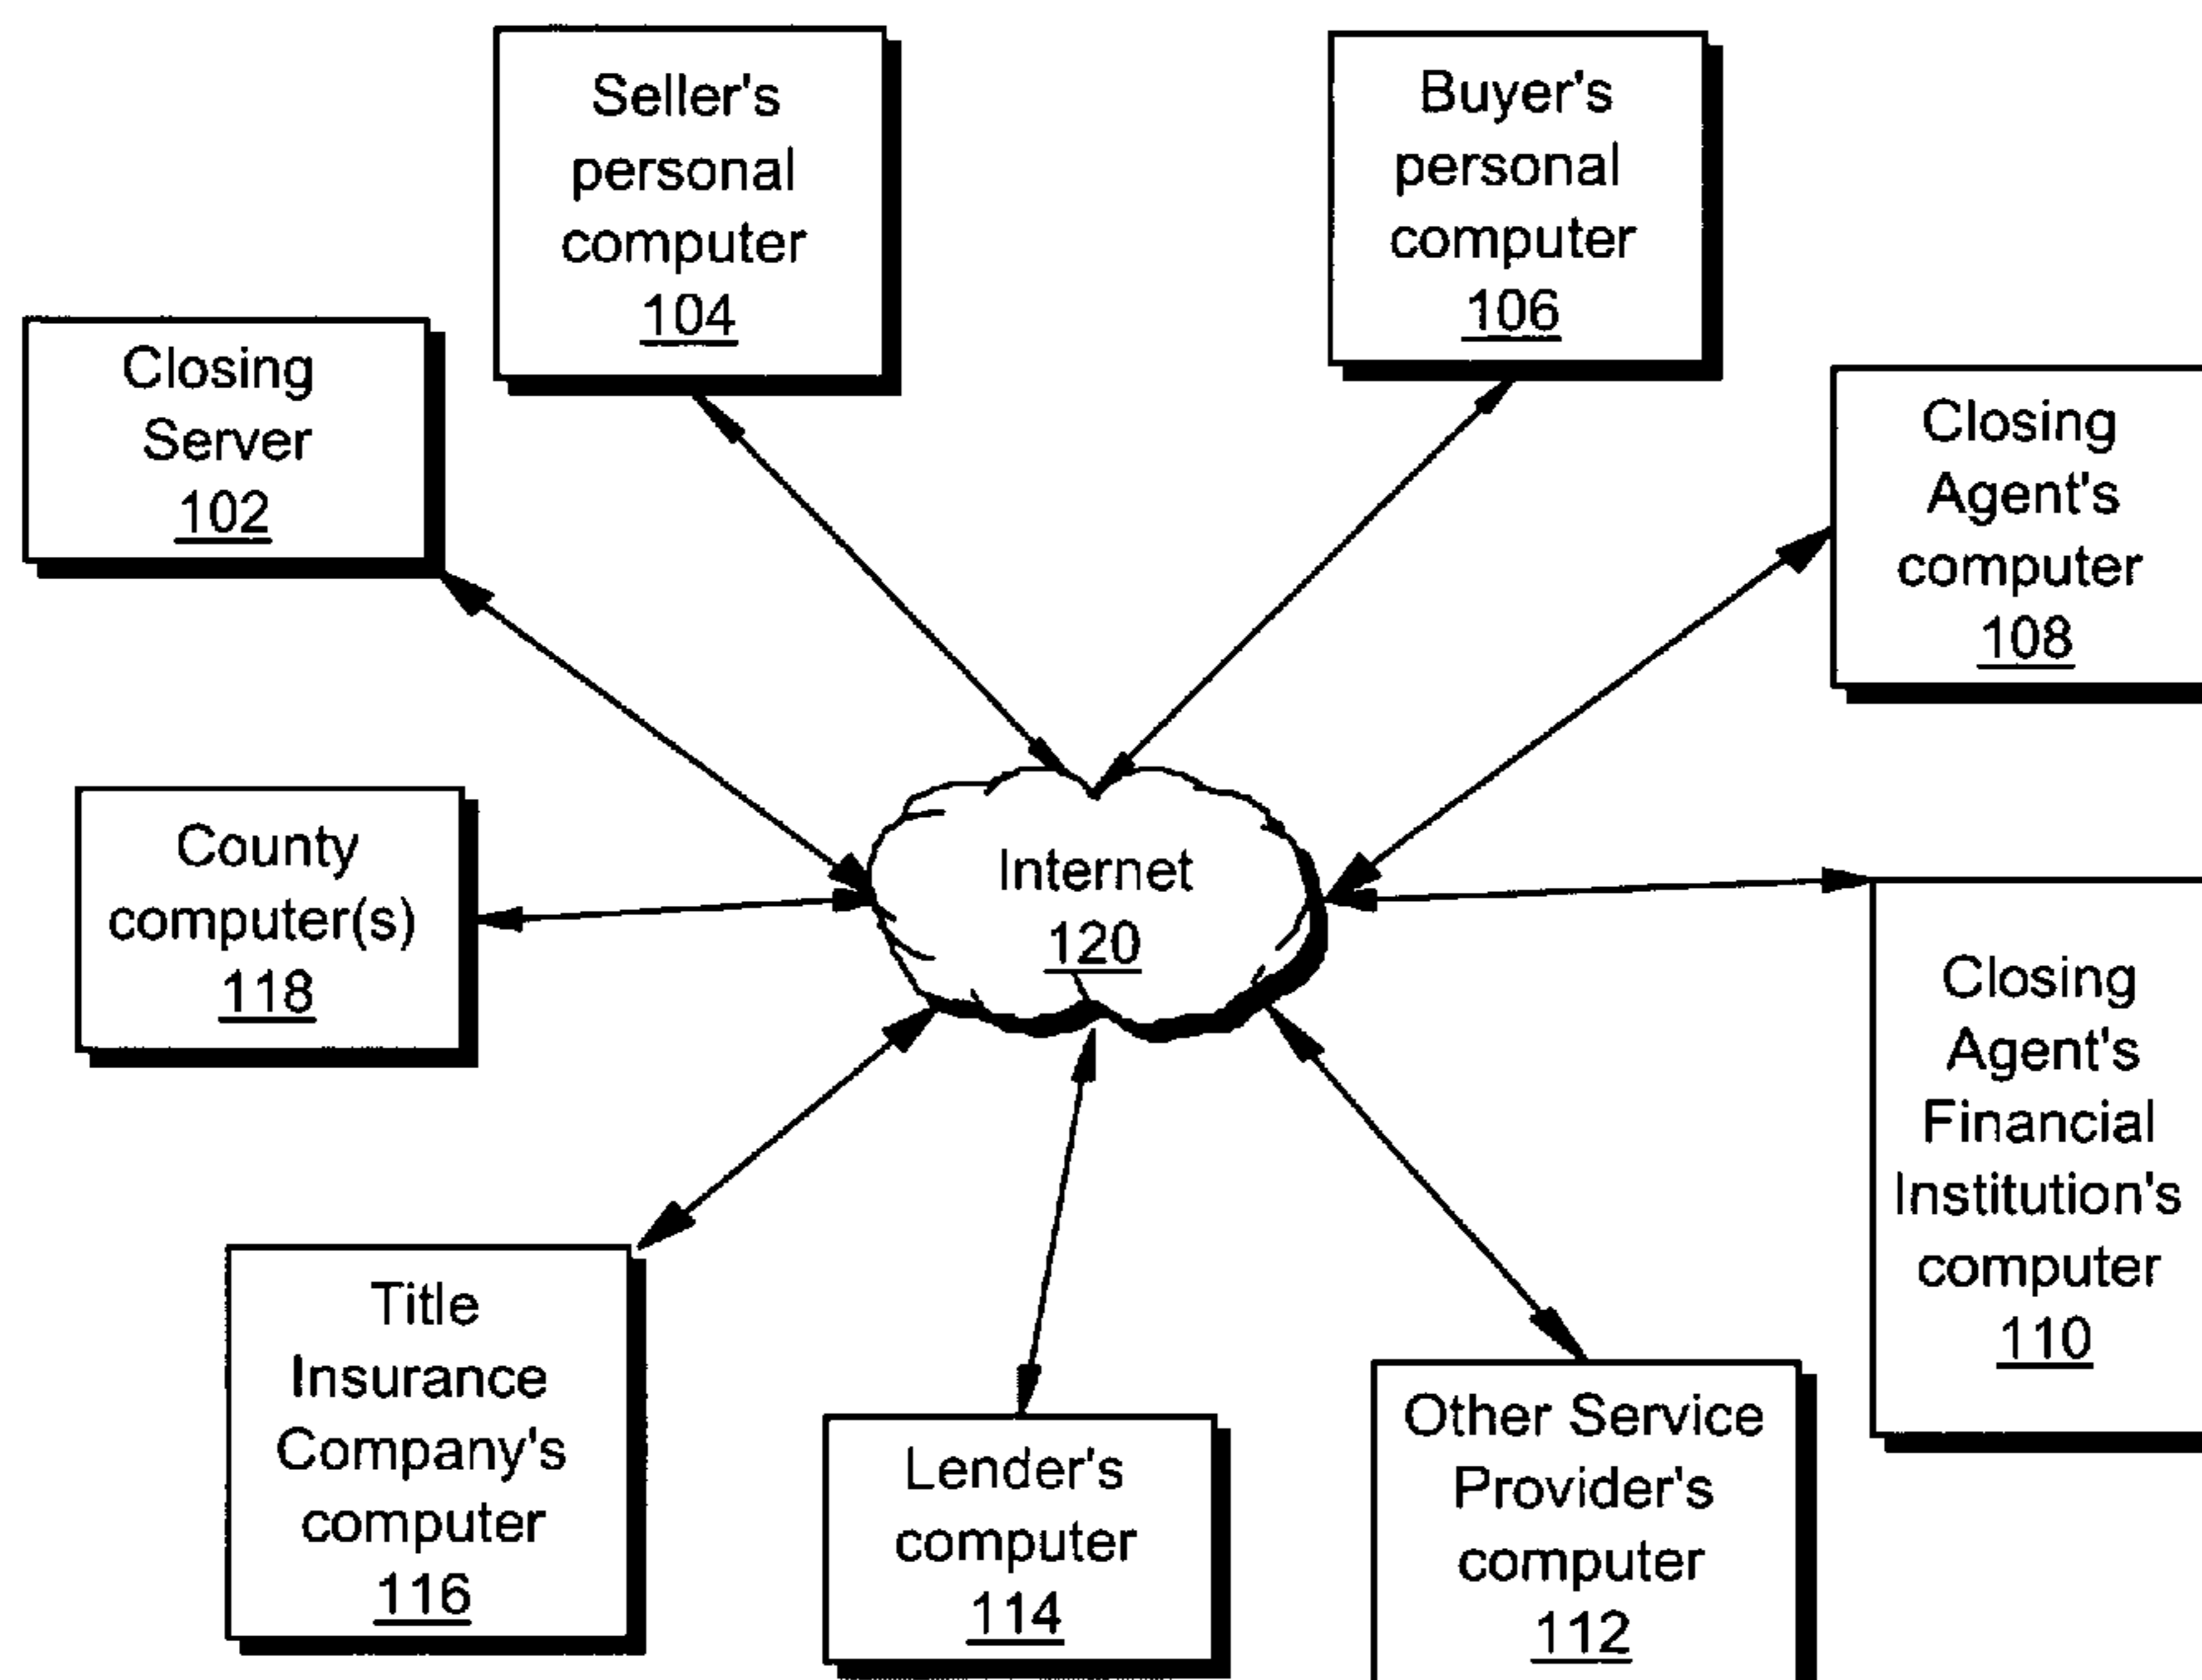 Seller's
personal
computer
104
Buyer's
personal
computer
106
Closing
Server
102
Closing
Agent's
computer
108
County
computer(s)
118
Internet
120
Closing
Agent's
Financial
Institution's
computer
110
Title
Insurance
Company's
computer
116
Lender's
computer
114
Other Service
Provider's
computer
112